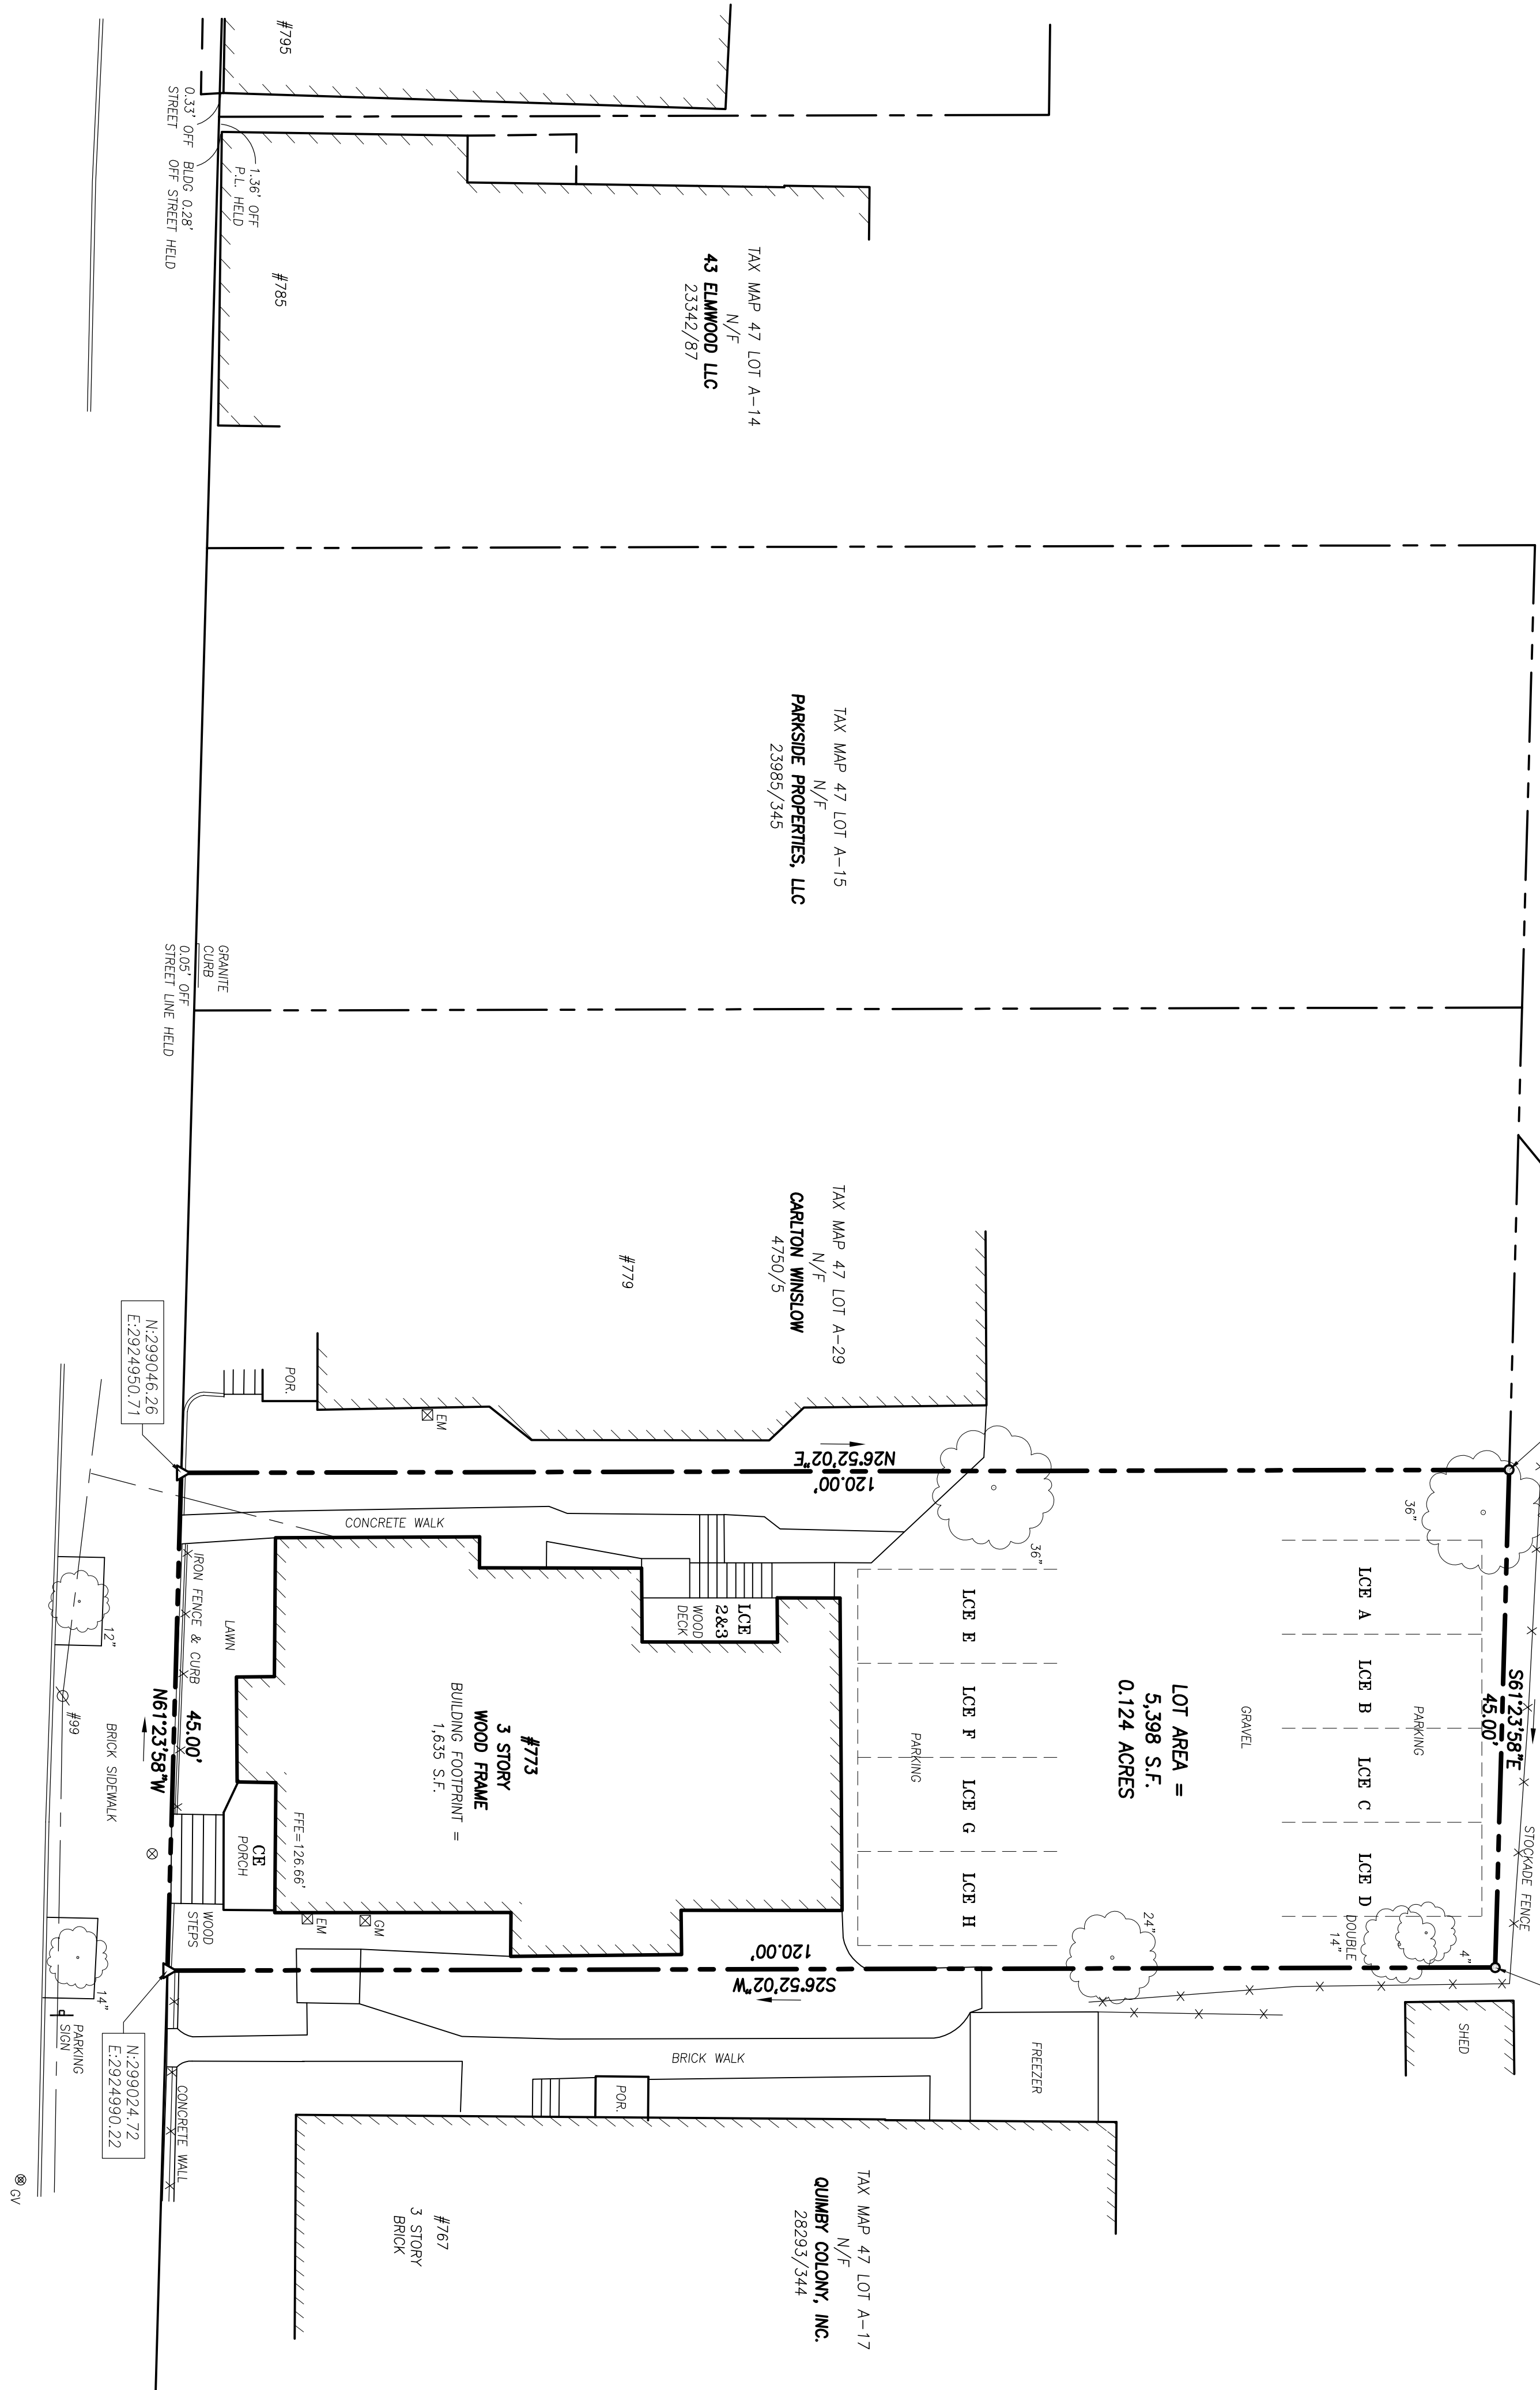 #795
0.33' OFF
STREET
BLDG 0.28'
OFF STREET HELD
1.36' OFF
P.L. HELD
#785
TAX MAP 47 LOT A-14
N/F
43 ELMWOOD LLC
23342/87
TAX MAP 47 LOT A-15
N/F
PARKSIDE PROPERTIES, LLC
23985/345
GRANITE
CURB
0.05' OFF
STREET LINE HELD
TAX MAP 47 LOT A-29
N/F
CARLTON WINSLOW
4750/5
#779
POR.
EM
N:299046.26
E:2924950.71
N26°52'02"E
120.00'
36"
36"
CONCRETE WALK
IRON FENCE & CURB
LAWN
12"
#99
BRICK SIDEWALK
45.00'
N61°23'58"W
LCE
2&3
WOOD
DECK
#773
3 STORY
WOOD FRAME
BUILDING FOOTPRINT =
1,635 S.F.
FFE=126.66'
CE
PORCH
WOOD
STEPS
EM
GM
LCE E
LCE F
LCE G
LCE H
PARKING
LOT AREA =
5,398 S.F.
0.124 ACRES
GRAVEL
LCE A
LCE B
LCE C
LCE D
PARKING
S61°23'58"E
45.00'
STOCKADE FENCE
DOUBLE
14"
4"
24"
120.00'
S26°52'02"W
14"
PARKING
SIGN
N:299024.72
E:2924990.22
CONCRETE WALL
GV
BRICK WALK
POR.
FREEZER
SHED
#767
3 STORY
BRICK
TAX MAP 47 LOT A-17
N/F
QUIMBY COLONY, INC.
28293/344